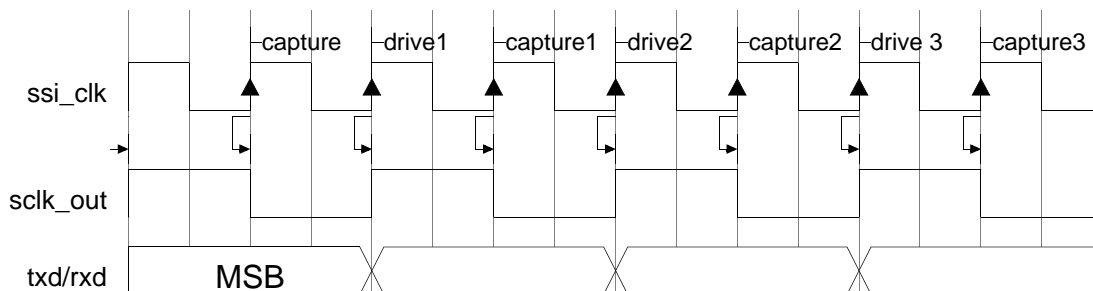 capture drive1 capture1 drive2 capture2 drive 3 capture3
ssi_clk
sclk_out
txd/rxd MSB